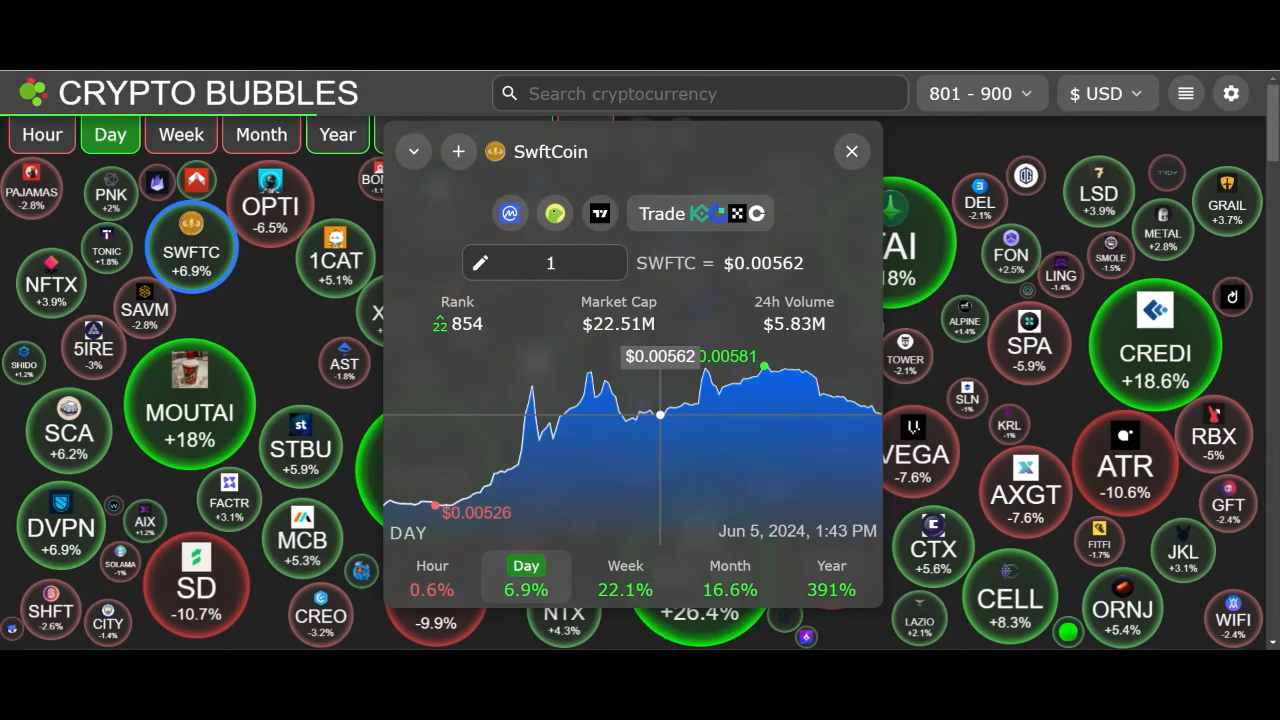 CRYPTO BUBBLES
Search cryptocurrency
801 - 900
$ USD
Hour
Day
Week
Month
Year
SwftCoin
Trade
1
SWFTC = $0.00562
Rank
Market Cap
24h Volume
22 854
$22.51M
$5.83M
$0.00562
0.00581
$0.00526
DAY
Jun 5, 2024, 1:43 PM
Hour
Day
Week
Month
Year
0.6%
6.9%
22.1%
16.6%
391%
PAJAMAS
-2.8%
PNK
+2%
OPTI
-6.5%
SWFTC
+6.9%
TONIC
+1.8%
1CAT
+5.1%
NFTX
+3.9%
SAVM
-2.8%
5IRE
-3%
SHIDO
+1.2%
AST
-1.8%
MOUTAI
+18%
SCA
+6.2%
STBU
+5.9%
FACTR
+3.1%
DVPN
+6.9%
AIX
+1.2%
MCB
+5.3%
SOLAMA
-1%
SD
-10.7%
SHFT
-2.6%
CITY
-1.4%
CREO
-3.2%
-9.9%
NTX
+4.3%
+26.4%
TAI
18%
DEL
-2.1%
LSD
+3.9%
TROY
GRAIL
+3.7%
METAL
+2.8%
FON
+2.5%
SMOLE
-1.5%
LING
-1.4%
ALPINE
+1.4%
TOWER
-2.1%
SPA
-5.9%
CREDI
+18.6%
SLN
-1%
KRL
-1%
VEGA
-7.6%
ATR
-10.6%
RBX
-5%
AXGT
-7.6%
GFT
-2.4%
FITFI
-1.7%
CTX
+5.6%
JKL
+3.1%
CELL
+8.3%
ORNJ
+5.4%
LAZIO
+2.1%
WIFI
-2.4%